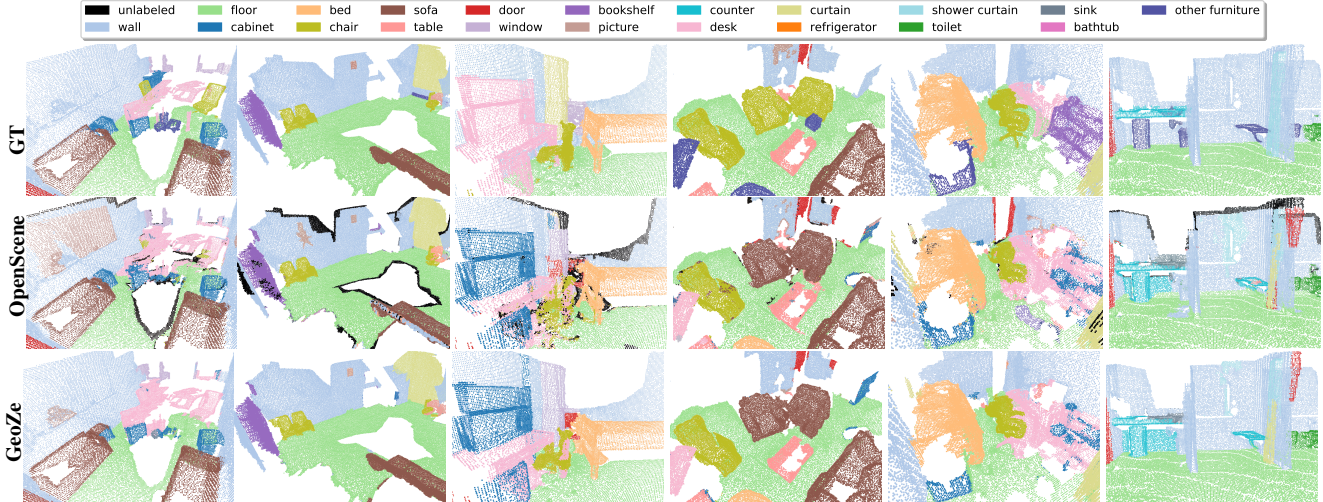 unlabeled floor bed sofa door bookshelf counter curtain shower curtain sink other furniture
wall cabinet chair table window picture desk refrigerator toilet bathtub
GT
OpenScene
GeoZe